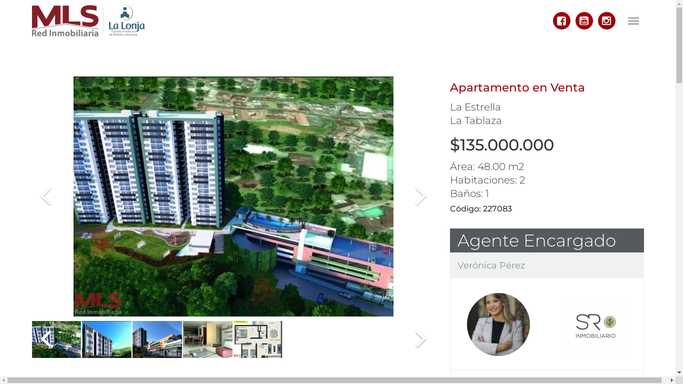 MLS
Red Inmobiliaria
La Lonja
Apartamento en Venta
La Estrella
La Tablaza
$135.000.000
Área: 48.00 m2
Habitaciones: 2
Baños: 1
Código: 227083
Agente Encargado
Verónica Pérez
MLS
Red Inmobiliaria
SR
INMOBILIARIO